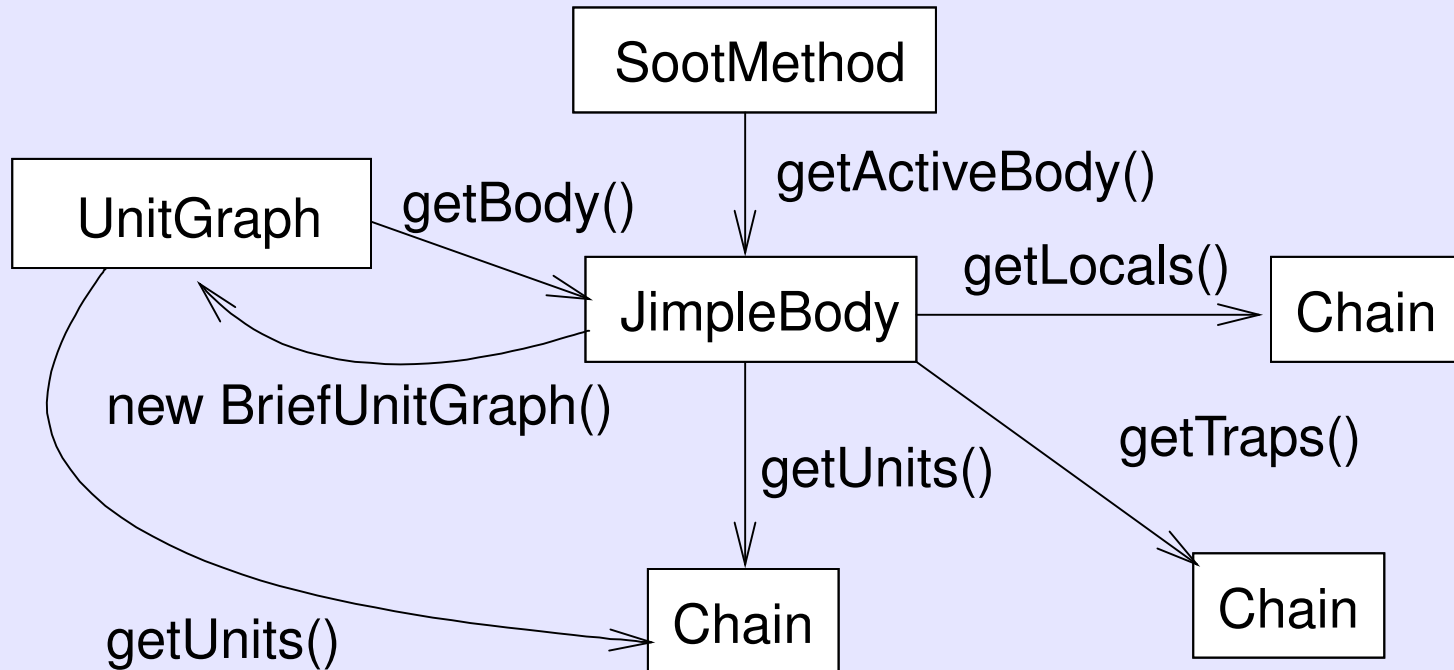 SootMethod
getActiveBody()
UnitGraph
getBody()
getLocals()
JimpleBody
Chain
new BriefUnitGraph()
getTraps()
getUnits()
Chain
Chain
getUnits()